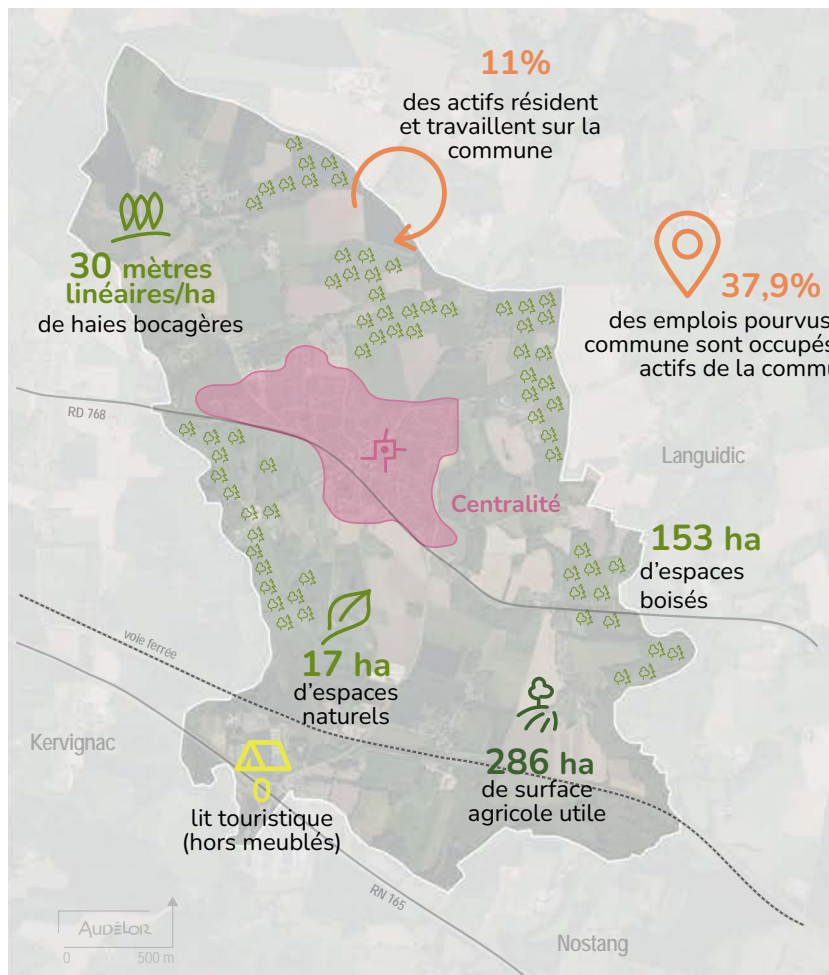 11%
des actifs résident
et travaillent sur la
commune
30 mètres
linéaires/ha
de haies bocagères
37,9%
des emplois pourvus
commune sont occupés
actifs de la commu
RD 768
Languidic
Centralité
153 ha
d'espaces
boisés
voie ferrée
17 ha
d'espaces
naturels
Kervignac
286 ha
de surface
agricole utile
0
lit touristique
(hors meublés)
RN 165
AUDÉLOR
0 500 m
Nostang